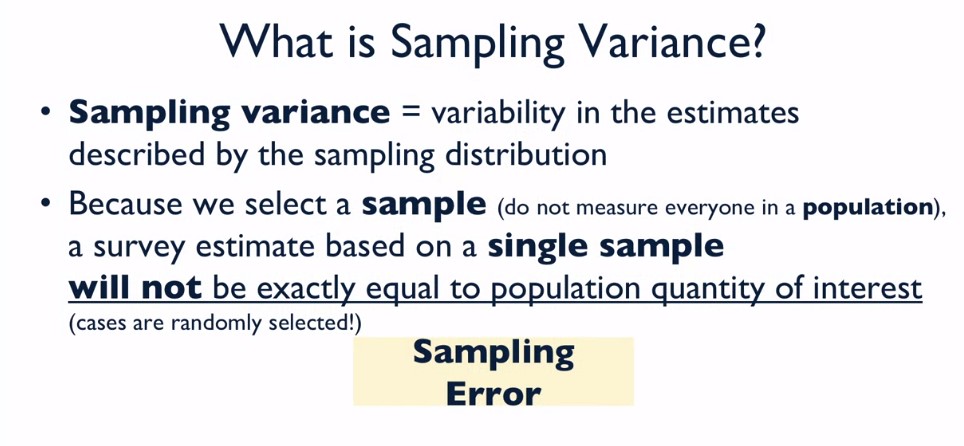 What is Sampling Variance?
• Sampling variance = variability in the estimates
described by the sampling distribution
• Because we select a sample (do not measure everyone in a population),
a survey estimate based on a single sample
will not be exactly equal to population quantity of interest
(cases are randomly selected!)
Sampling
Error